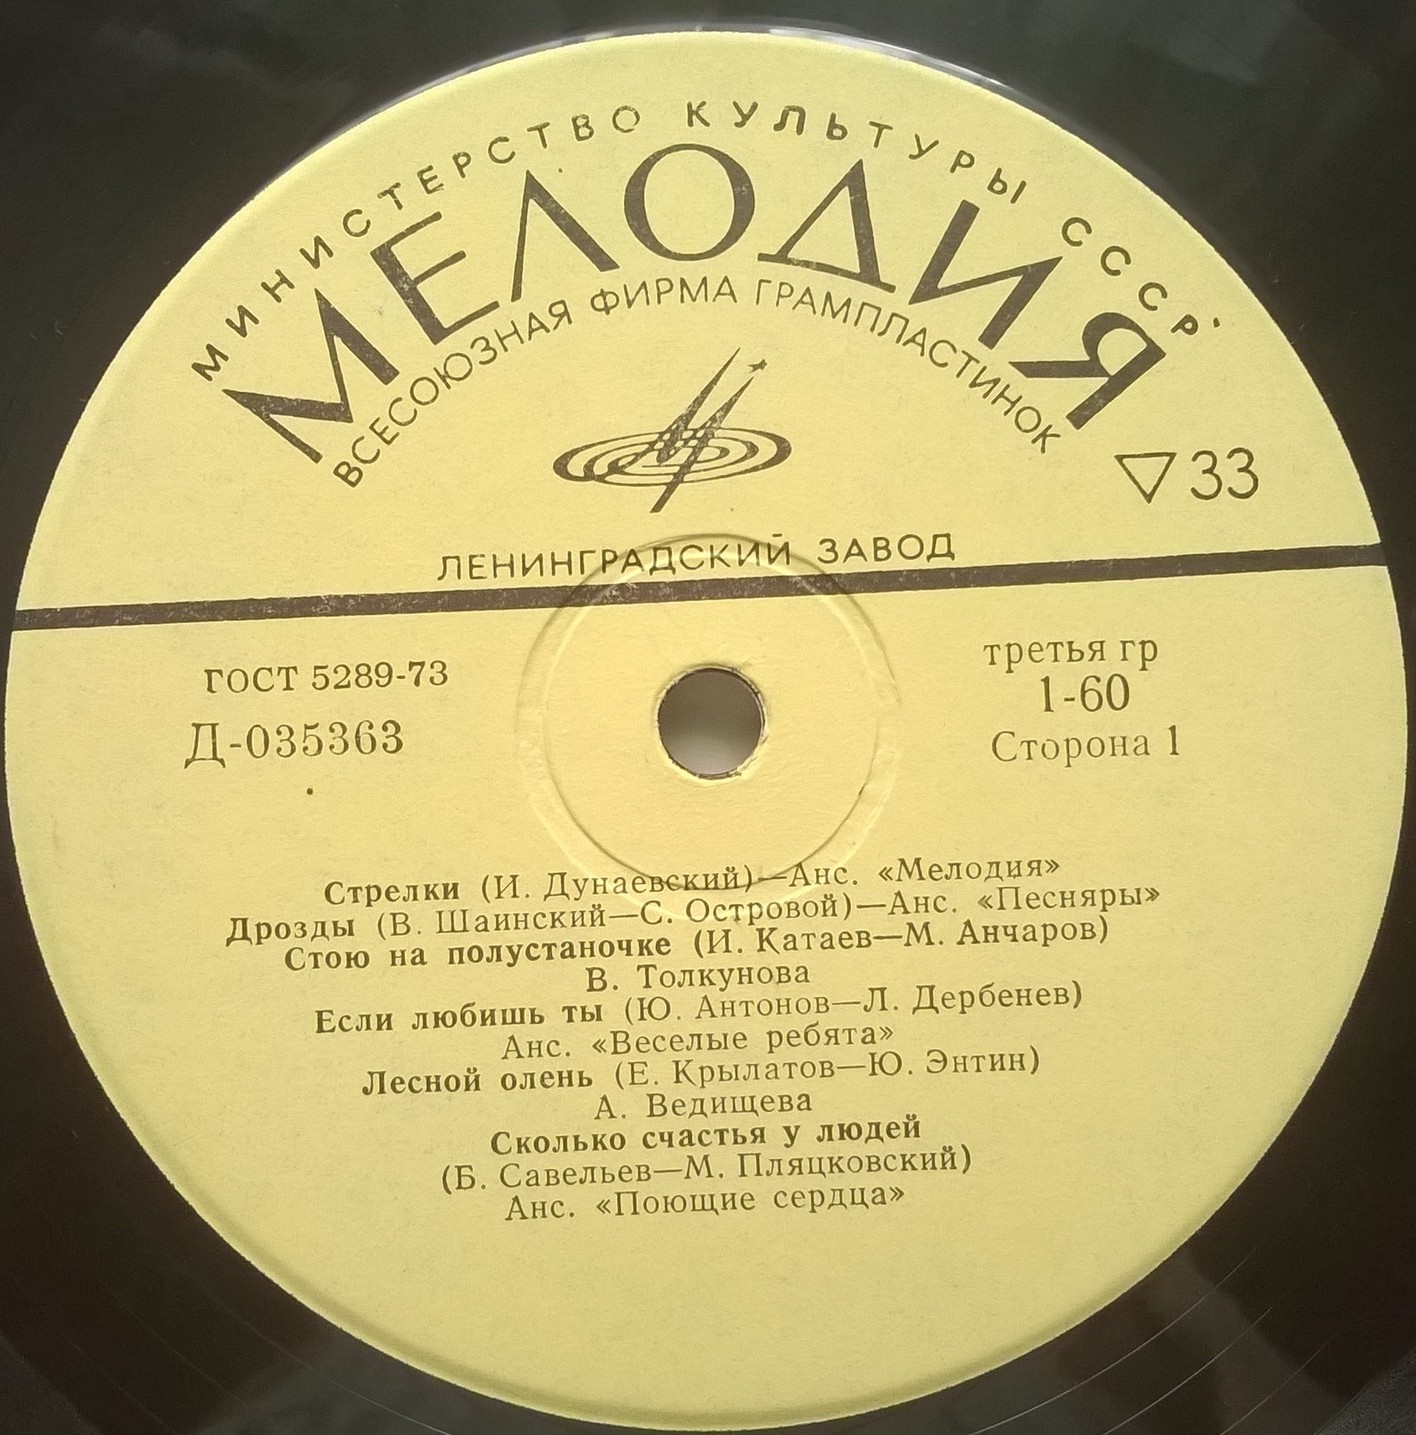 МИНИСТЕРСТВО КУЛЬТУРЫ СССР
МЕЛОДИЯ
ВСЕСОЮЗНАЯ ФИРМА ГРАМПЛАСТИНОК
33
ЛЕНИНГРАДСКИЙ ЗАВОД
ГОСТ 5289-73
Д-035363
третья гр
1-60
Сторона 1
Стрелки (И. Дунаевский)—Анс. «Мелодия»
Дрозды (В. Шаинский—С. Островой)—Анс. «Песняры»
Стою на полустаночке (И. Катаев—М. Анчаров)
В. Толкунова
Если любишь ты (Ю. Антонов—Л. Дербенев)
Анс. «Веселые ребята»
Лесной олень (Е. Крылатов—Ю. Энтин)
А. Ведищева
Сколько счастья у людей
(Б. Савельев—М. Пляцковский)
Анс. «Поющие сердца»